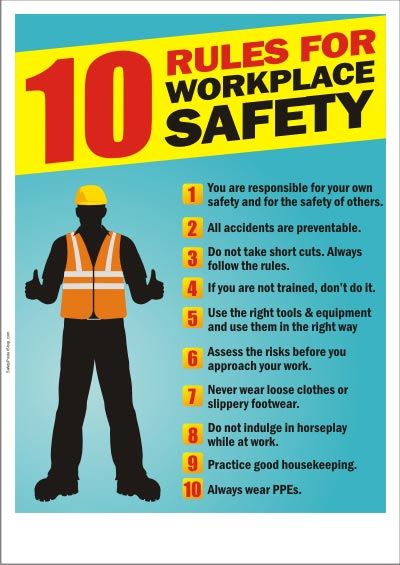 10 RULES FOR
WORKPLACE
SAFETY
1 You are responsible for your own
safety and for the safety of others.
2 All accidents are preventable.
3 Do not take short cuts. Always
follow the rules.
4 If you are not trained, don't do it.
5 Use the right tools & equipment
and use them in the right way
6 Assess the risks before you
approach your work.
7 Never wear loose clothes or
slippery footwear.
8 Do not indulge in horseplay
while at work.
9 Practice good housekeeping.
10 Always wear PPEs.
SafetyPosterShop.com